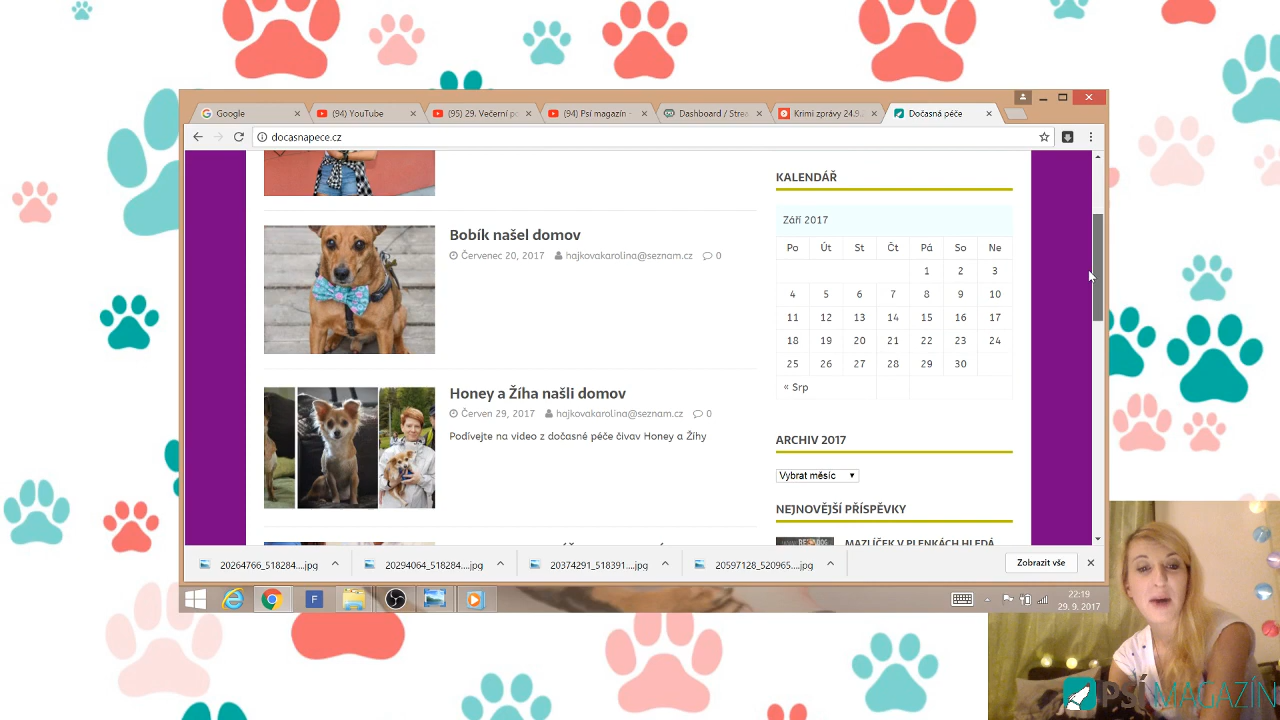 Google
(94) YouTube
(95) 29. Večerní po
(94) Psí magazín -
Dashboard / Strea
Krimi zprávy 24.9.2
Dočasná péče
docasnapece.cz
Bobík našel domov
Červenec 20, 2017 hajkovakarolina@seznam.cz 0
Honey a Žíha našli domov
Červen 29, 2017 hajkovakarolina@seznam.cz 0
Podívejte na video z dočasné péče čivav Honey a Žíhy
KALENDÁŘ
Září 2017
Po Út St Čt Pá So Ne
1 2 3
4 5 6 7 8 9 10
11 12 13 14 15 16 17
18 19 20 21 22 23 24
25 26 27 28 29 30
« Srp
ARCHIV 2017
Vybrat měsíc
NEJNOVĚJŠÍ PŘÍSPĚVKY
MAZLÍČEK V PLENKÁCH HLEDÁ
20264766_518284....jpg
20294064_518284....jpg
20374291_518391....jpg
20597128_520965....jpg
Zobrazit vše
F
22:19
29. 9. 2017
PSÍ MAGAZÍN